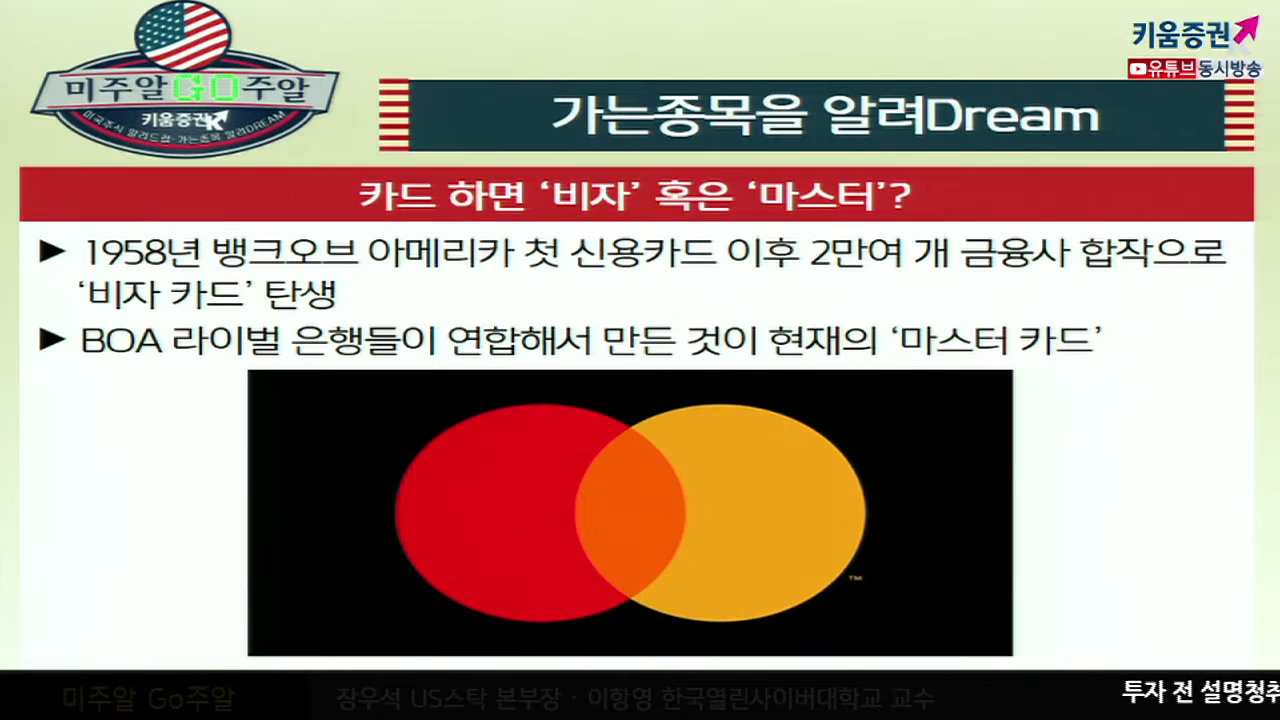 키움증권
유튜브 동시방송
미주알GO주알
키움증권
미국주식 알려드림·가는종목 알려DREAM
가는종목을 알려Dream
카드 하면 ‘비자’ 혹은 ‘마스터’?
▶ 1958년 뱅크오브 아메리카 첫 신용카드 이후 2만여 개 금융사 합작으로
‘비자 카드’ 탄생
▶ BOA 라이벌 은행들이 연합해서 만든 것이 현재의 ‘마스터 카드’
TM
미주알 Go주알
장우석 US스탁 본부장 · 이항영 한국열린사이버대학교 교수
투자 전 설명청취